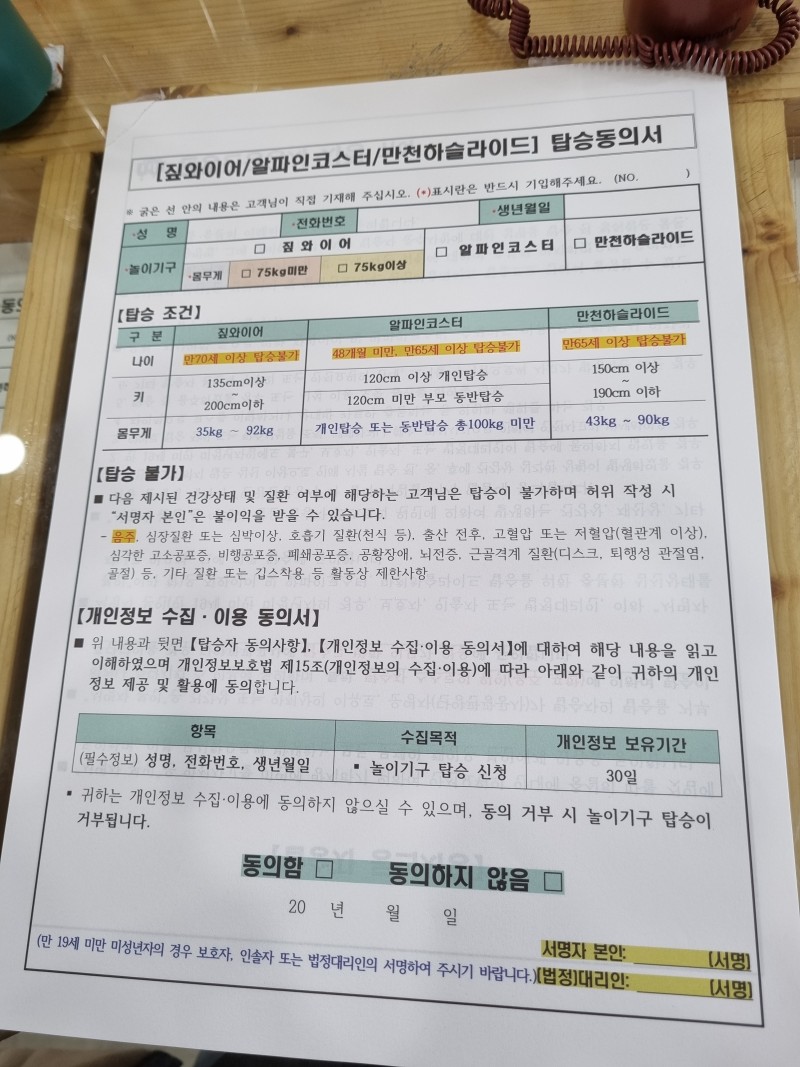 [짚와이어/알파인코스터/만천하슬라이드] 탑승동의서
※ 굵은 선 안의 내용은 고객님이 직접 기재해 주십시오. (*)표시란은 반드시 기입해주세요. (NO. )
*성 명 *전화번호 *생년월일
*놀이기구 □ 짚와이어 □ 알파인코스터 □ 만천하슬라이드
*몸무게 □ 75kg미만 □ 75kg이상
【탑승 조건】
구 분 짚와이어 알파인코스터 만천하슬라이드
나이 만70세 이상 탑승불가 48개월 미만, 만65세 이상 탑승불가 만65세 이상 탑승불가
키 135cm이상 ~ 200cm이하 120cm 이상 개인탑승 150cm 이상 ~ 190cm 이하
120cm 미만 부모 동반탑승
몸무게 35kg ~ 92kg 개인탑승 또는 동반탑승 총100kg 미만 43kg ~ 90kg
【탑승 불가】
■ 다음 제시된 건강상태 및 질환 여부에 해당하는 고객님은 탑승이 불가하며 허위 작성 시
"서명자 본인"은 불이익을 받을 수 있습니다.
- 음주, 심장질환 또는 심박이상, 호흡기 질환(천식 등), 출산 전후, 고혈압 또는 저혈압(혈관계 이상),
심각한 고소공포증, 비행공포증, 폐쇄공포증, 공황장애, 뇌전증, 근골격계 질환(디스크, 퇴행성 관절염,
골절) 등, 기타 질환 또는 깁스착용 등 활동상 제한사항
【개인정보 수집·이용 동의서】
■ 위 내용과 뒷면 【탑승자 동의사항】, 【개인정보 수집·이용 동의서】에 대하여 해당 내용을 읽고
이해하였으며 개인정보보호법 제15조(개인정보의 수집·이용)에 따라 아래와 같이 귀하의 개인
정보 제공 및 활용에 동의합니다.
항목 수집목적 개인정보 보유기간
(필수정보) 성명, 전화번호, 생년월일 ▪ 놀이기구 탑승 신청 30일
▪ 귀하는 개인정보 수집·이용에 동의하지 않으실 수 있으며, 동의 거부 시 놀이기구 탑승이
거부됩니다.
동의함 □ 동의하지 않음 □
20 년 월 일
서명자 본인: (서명)
(만 19세 미만 미성년자의 경우 보호자, 인솔자 또는 법정대리인의 서명하여 주시기 바랍니다.) [법정]대리인: (서명)